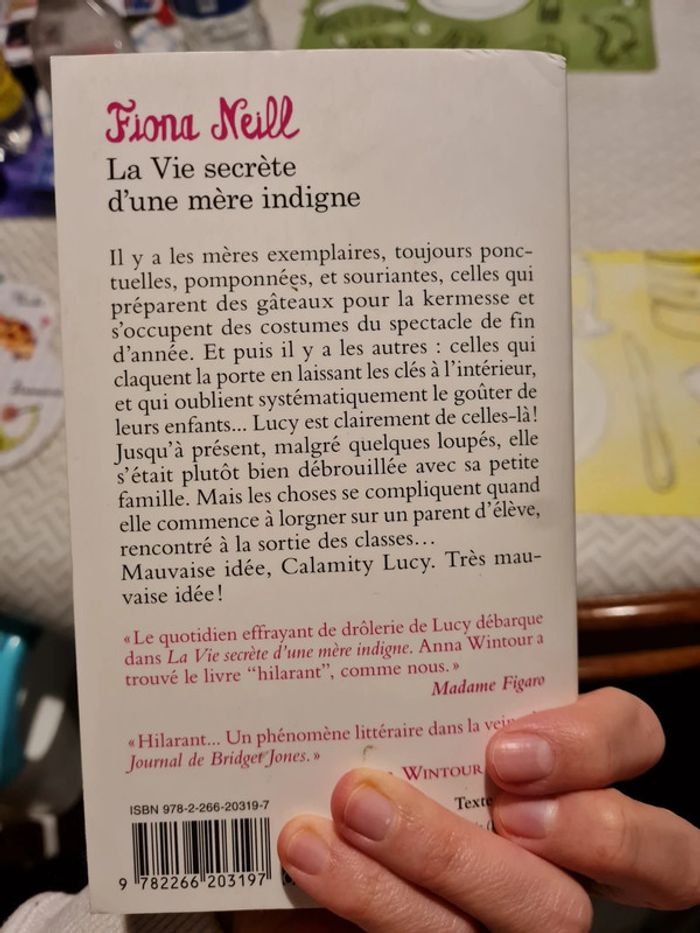 Fiona Neill
La Vie secrète
d'une mère indigne
Il y a les mères exemplaires, toujours ponc-
tuelles, pomponnées, et souriantes, celles qui
préparent des gâteaux pour la kermesse et
s'occupent des costumes du spectacle de fin
d'année. Et puis il y a les autres : celles qui
claquent la porte en laissant les clés à l'intérieur,
et qui oublient systématiquement le goûter de
leurs enfants... Lucy est clairement de celles-là !
Jusqu'à présent, malgré quelques loupés, elle
s'était plutôt bien débrouillée avec sa petite
famille. Mais les choses se compliquent quand
elle commence à lorgner sur un parent d'élève,
rencontré à la sortie des classes...
Mauvaise idée, Calamity Lucy. Très mau-
vaise idée !
« Le quotidien effrayant de drôlerie de Lucy débarque
dans La Vie secrète d'une mère indigne. Anna Wintour a
trouvé le livre “hilarant”, comme nous. »
Madame Figaro
« Hilarant... Un phénomène littéraire dans la
Journal de Bridget Jones. »
WINTOUR
Texte
ISBN 978-2-266-20319-7
9 782266 203197